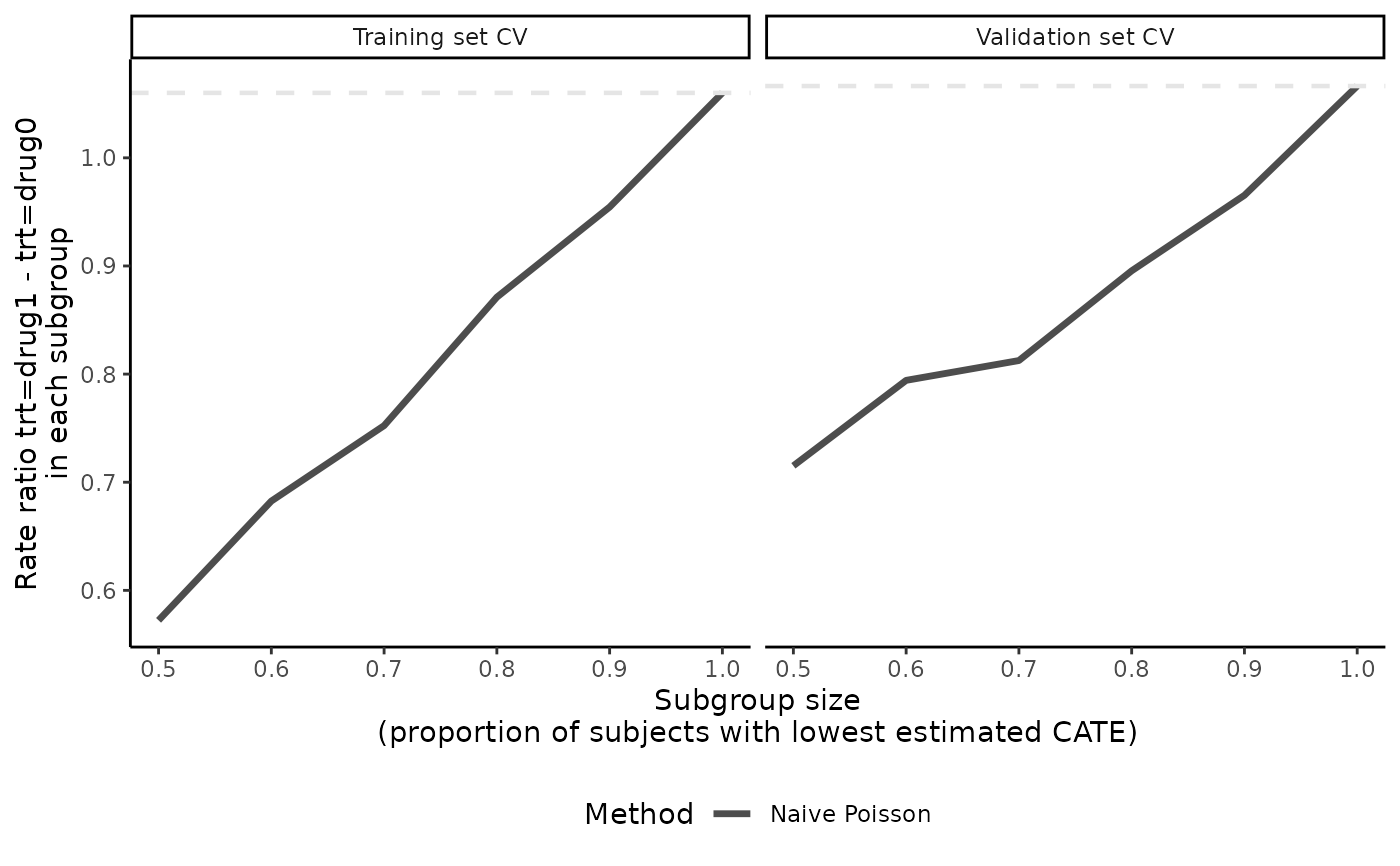 Training set CV
Validation set CV
Rate ratio trt=drug1 - trt=drug0
in each subgroup
1.0
0.9
0.8
0.7
0.6
0.5 0.6 0.7 0.8 0.9 1.0
0.5 0.6 0.7 0.8 0.9 1.0
Subgroup size
(proportion of subjects with lowest estimated CATE)
Method Naive Poisson